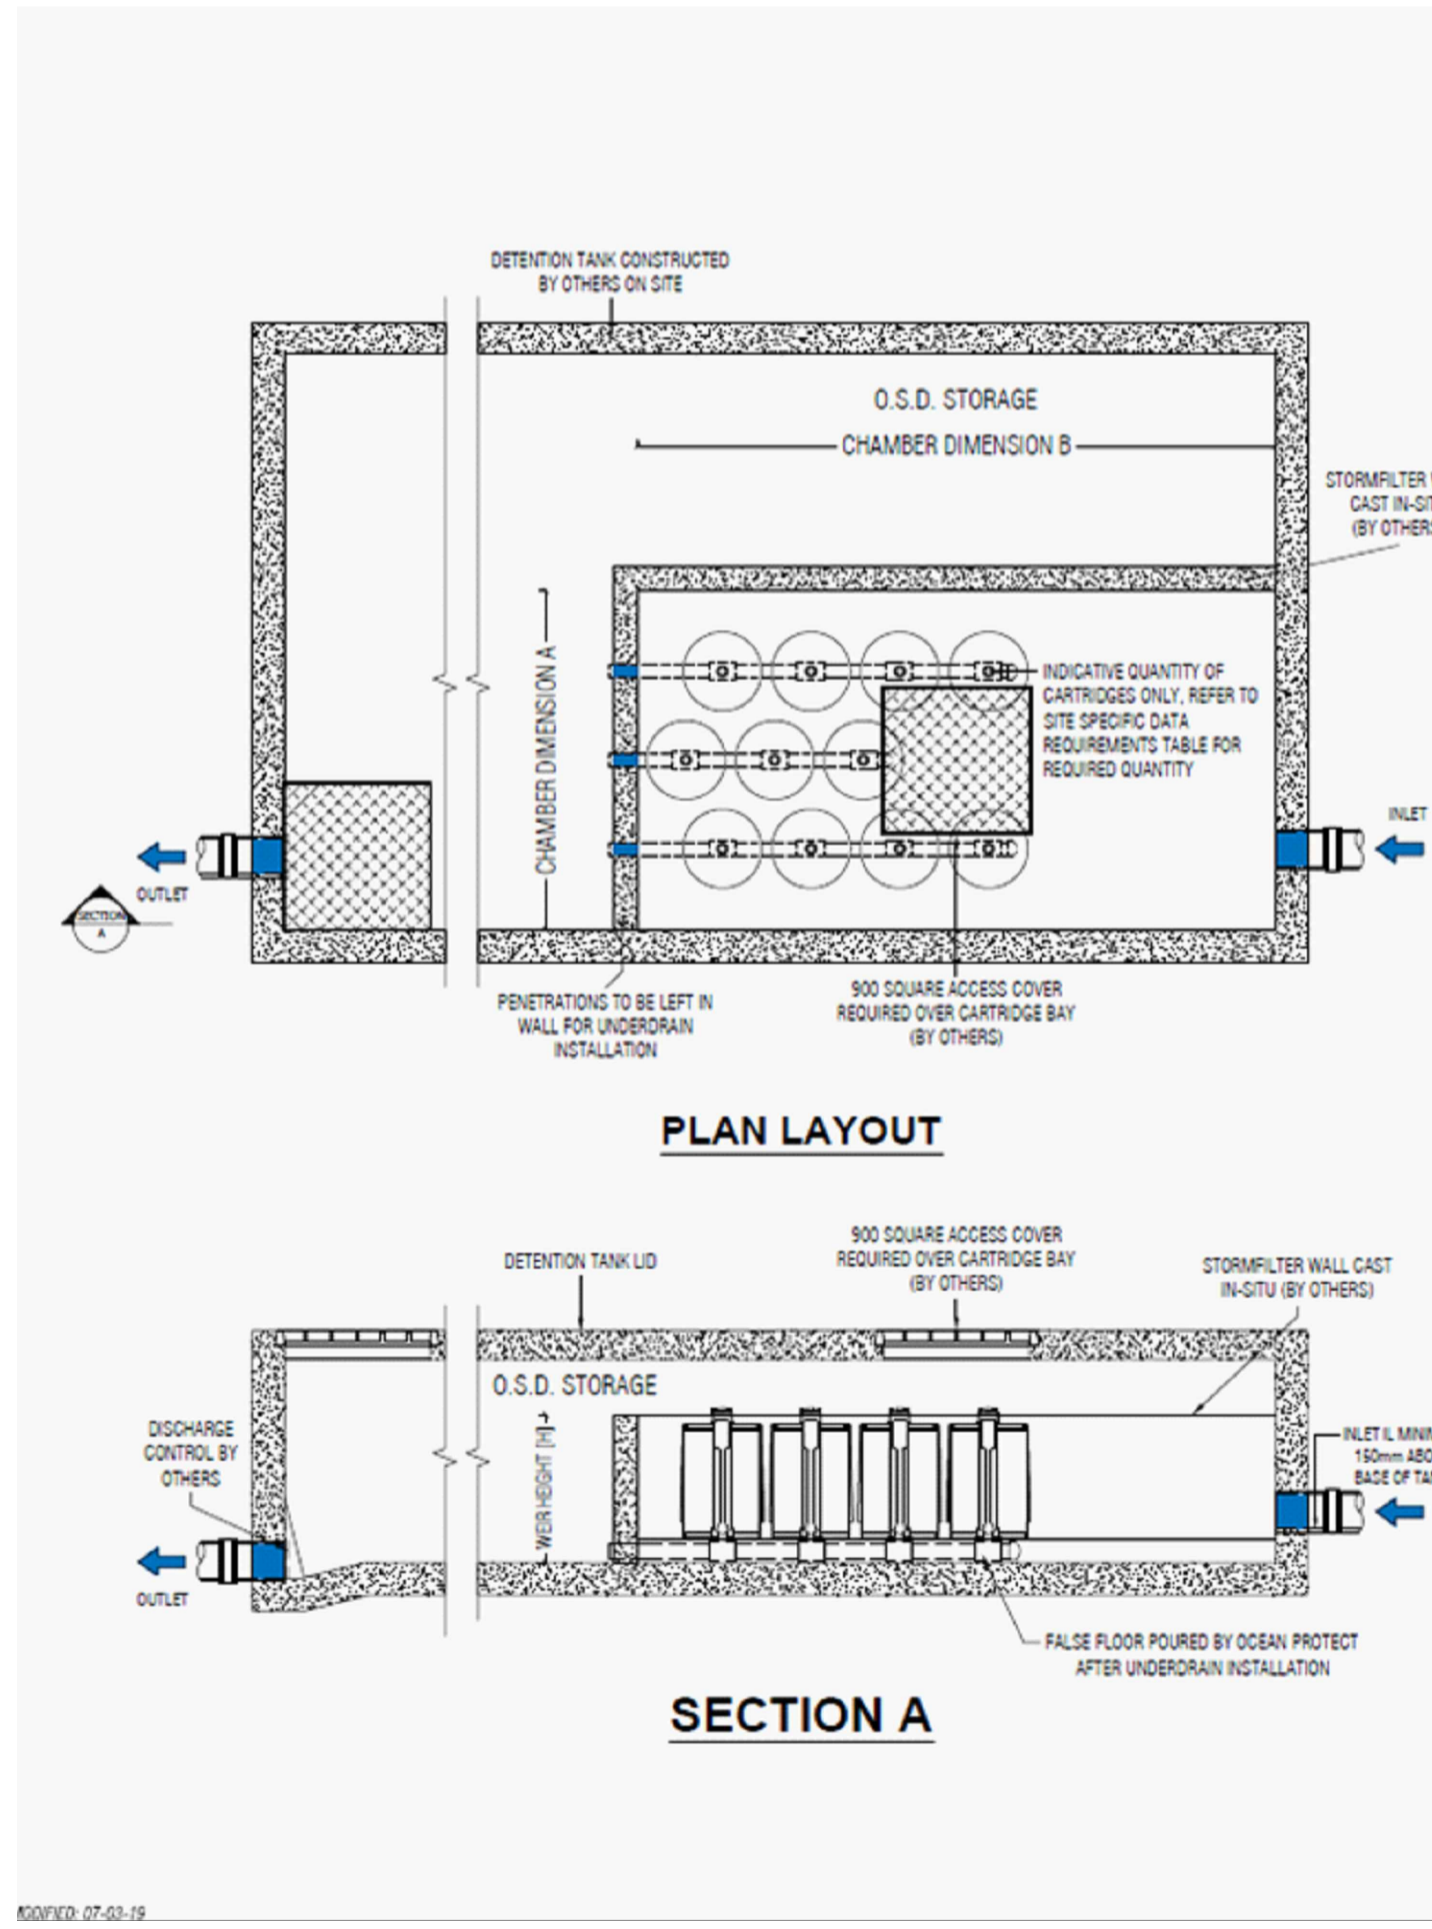 DETENTION TANK CONSTRUCTED
BY OTHERS ON SITE
O.S.D. STORAGE
CHAMBER DIMENSION B
STORMFILTER
CAST IN-SIT
(BY OTHERS
CHAMBER DIMENSION A
INDICATIVE QUANTITY OF
CARTRIDGES ONLY, REFER TO
SITE SPECIFIC DATA
REQUIREMENTS TABLE FOR
REQUIRED QUANTITY
INLET
OUTLET
SECTION
A
PENETRATIONS TO BE LEFT IN
WALL FOR UNDERDRAIN
INSTALLATION
900 SQUARE ACCESS COVER
REQUIRED OVER CARTRIDGE BAY
(BY OTHERS)
PLAN LAYOUT
DETENTION TANK LID
900 SQUARE ACCESS COVER
REQUIRED OVER CARTRIDGE BAY
(BY OTHERS)
STORMFILTER WALL CAST
IN-SITU (BY OTHERS)
O.S.D. STORAGE
DISCHARGE
CONTROL BY
OTHERS
WEIR HEIGHT [H]
INLET IL MINI
150mm ABO
BASE OF TA
OUTLET
FALSE FLOOR POURED BY OCEAN PROTECT
AFTER UNDERDRAIN INSTALLATION
SECTION A
MODIFIED: 07-03-19